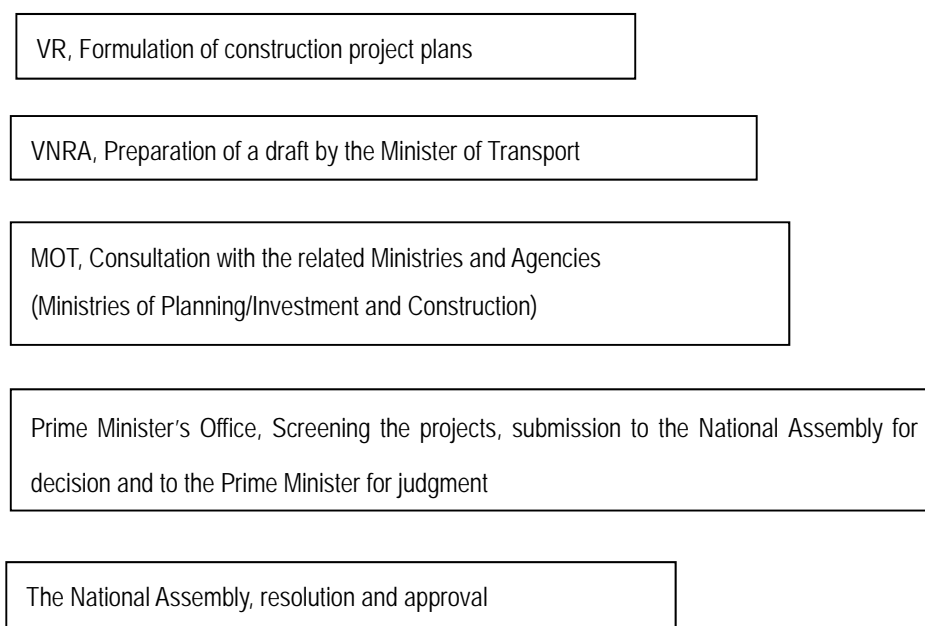 VR, Formulation of construction project plans
VNRA, Preparation of a draft by the Minister of Transport
MOT, Consultation with the related Ministries and Agencies
(Ministries of Planning/Investment and Construction)
Prime Minister’s Office, Screening the projects, submission to the National Assembly for
decision and to the Prime Minister for judgment
The National Assembly, resolution and approval